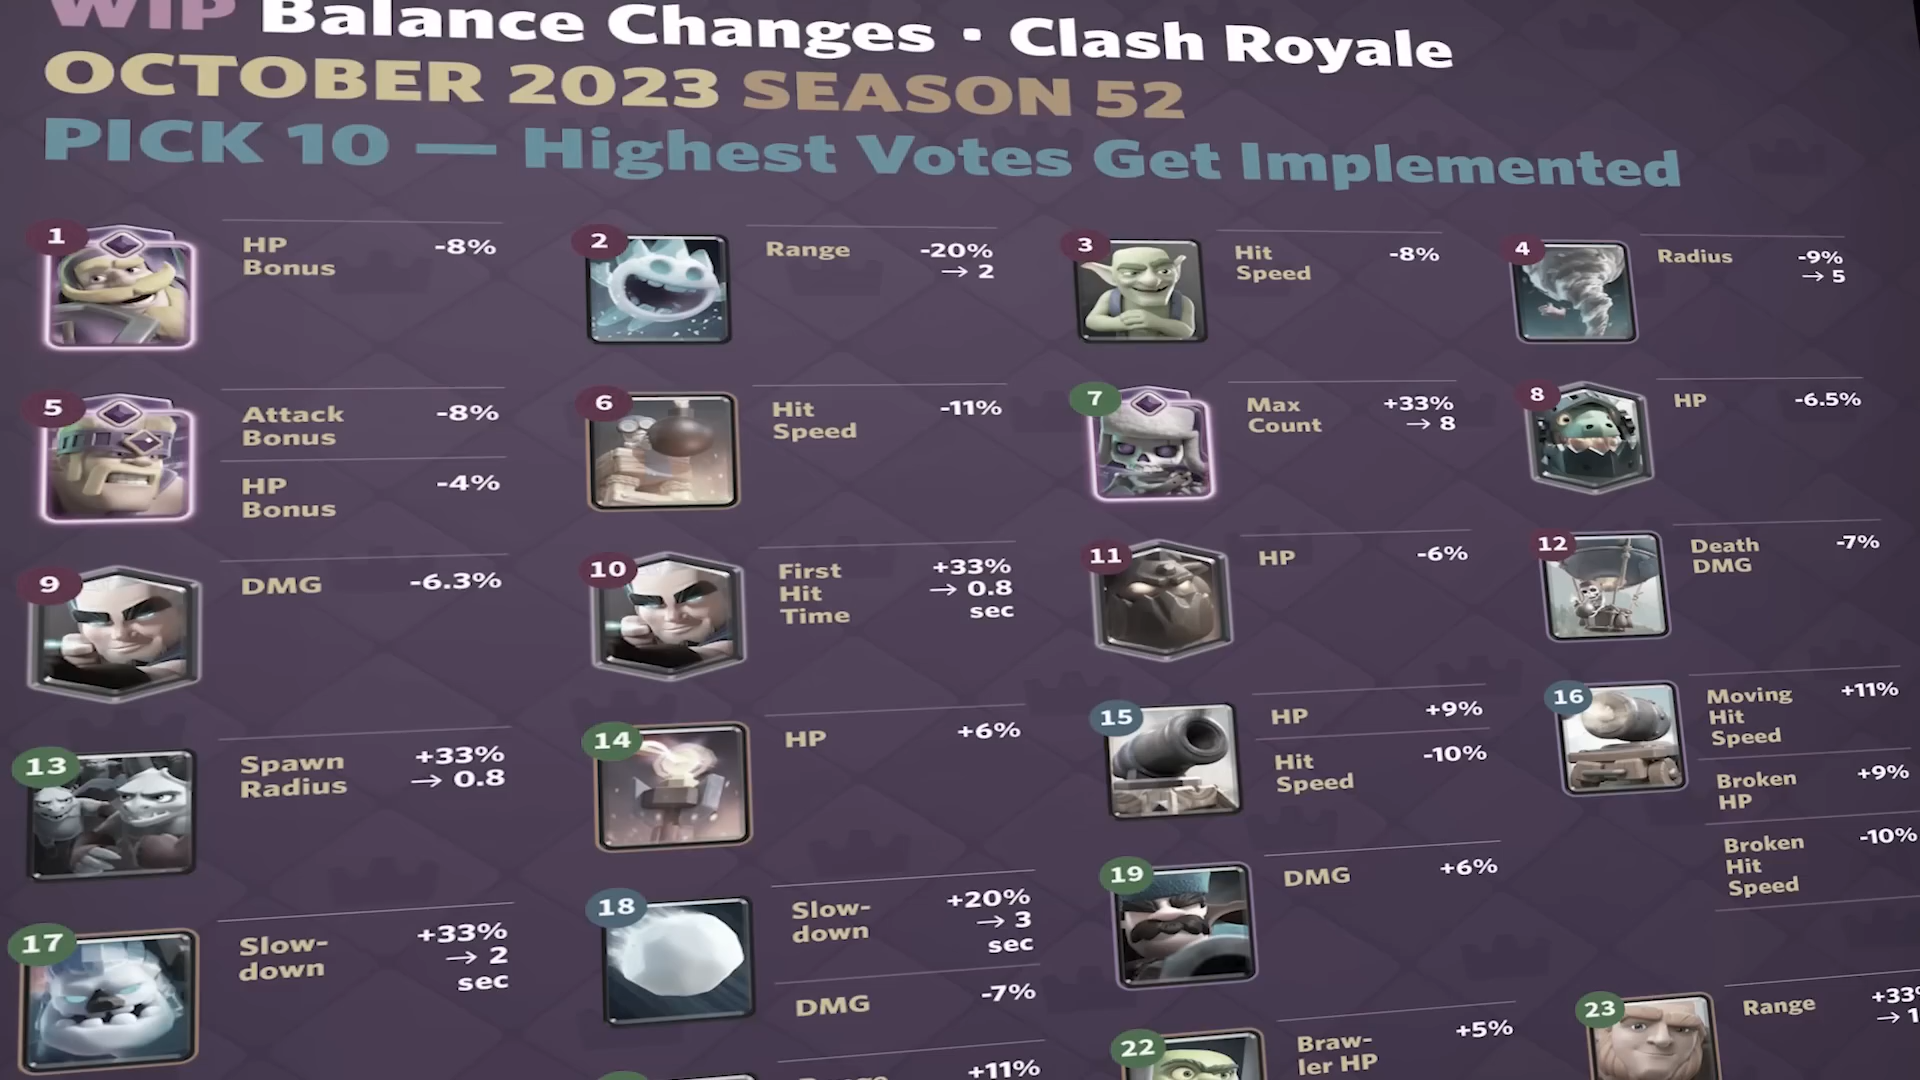 WIP Balance Changes · Clash Royale
OCTOBER 2023 SEASON 52
PICK 10 — Highest Votes Get Implemented
1
HP Bonus
-8%
2
Range
-20%
→ 2
3
Hit Speed
-8%
4
Radius
-9%
→ 5
5
Attack Bonus
-8%
HP Bonus
-4%
6
Hit Speed
-11%
7
Max Count
+33%
→ 8
8
HP
-6.5%
9
DMG
-6.3%
10
First Hit Time
+33%
→ 0.8 sec
11
HP
-6%
12
Death DMG
-7%
13
Spawn Radius
+33%
→ 0.8
14
HP
+6%
15
HP
+9%
Hit Speed
-10%
16
Moving Hit Speed
+11%
Broken HP
+9%
Broken Hit Speed
-10%
17
Slow-down
+33%
→ 2 sec
18
Slow-down
+20%
→ 3 sec
DMG
-7%
19
DMG
+6%
+11%
22
Braw-ler HP
+5%
23
Range
+33%